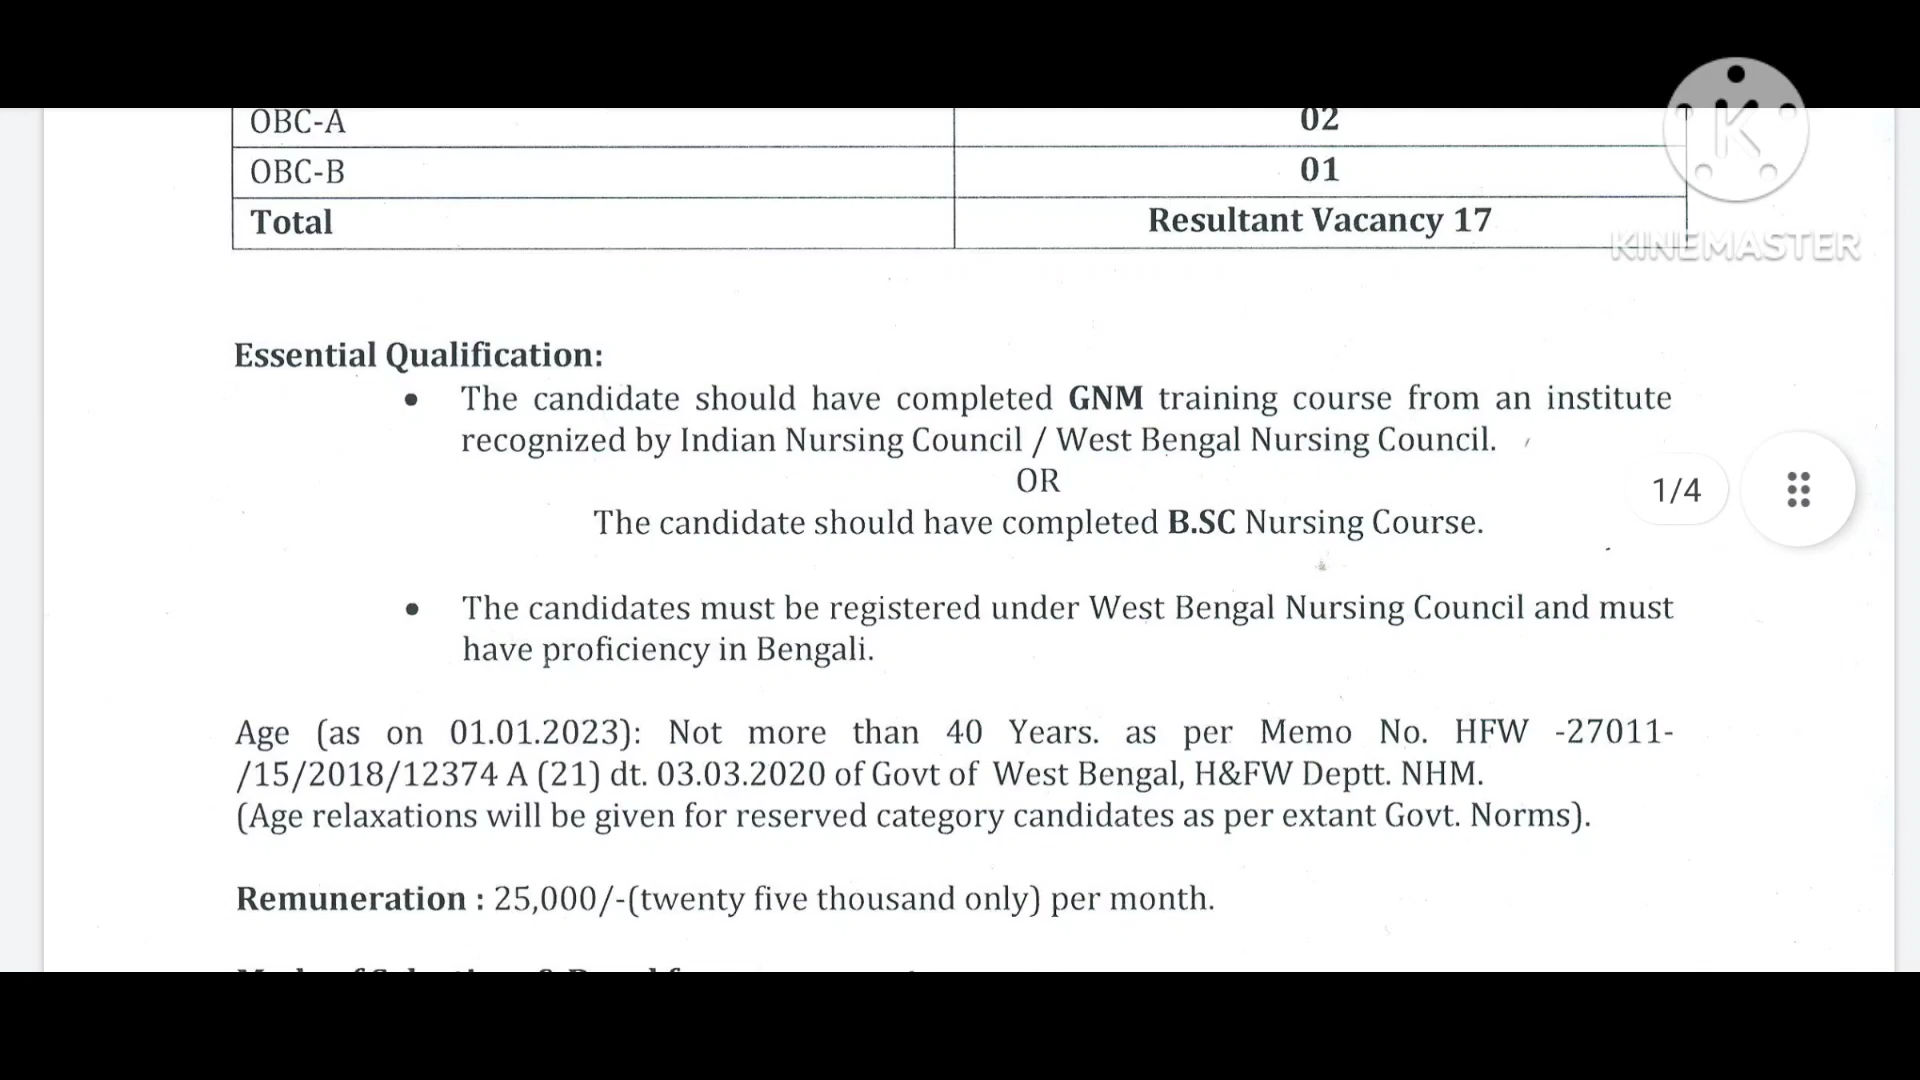 OBC-A 02
OBC-B 01
Total Resultant Vacancy 17
KINEMASTER
Essential Qualification:
• The candidate should have completed GNM training course from an institute
recognized by Indian Nursing Council / West Bengal Nursing Council.
OR
The candidate should have completed B.SC Nursing Course.
1/4
• The candidates must be registered under West Bengal Nursing Council and must
have proficiency in Bengali.
Age (as on 01.01.2023): Not more than 40 Years. as per Memo No. HFW -27011-
/15/2018/12374 A (21) dt. 03.03.2020 of Govt of West Bengal, H&FW Deptt. NHM.
(Age relaxations will be given for reserved category candidates as per extant Govt. Norms).
Remuneration : 25,000/-(twenty five thousand only) per month.